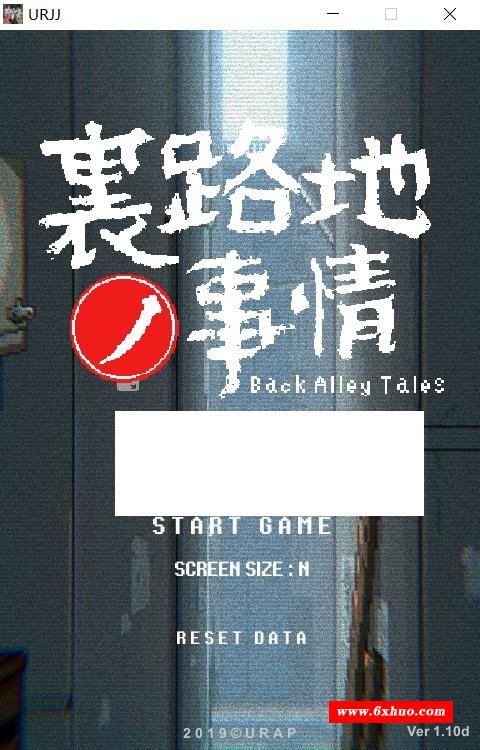 URJJ
裏路地
ノ事情
Back Alley Tales
START GAME
SCREEN SIZE : N
RESET DATA
www.6xhuo.com
2019©URAP
Ver 1.10d